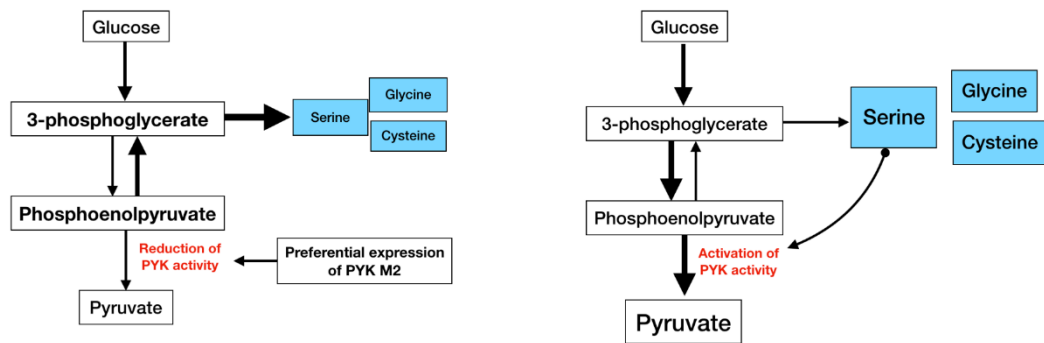 Glucose
3-phosphoglycerate
Serine
Glycine
Cysteine
Phosphoenolpyruvate
Reduction of
PYK activity
Preferential expression
of PYK M2
Pyruvate
Glucose
3-phosphoglycerate
Serine
Glycine
Cysteine
Phosphoenolpyruvate
Activation of
PYK activity
Pyruvate